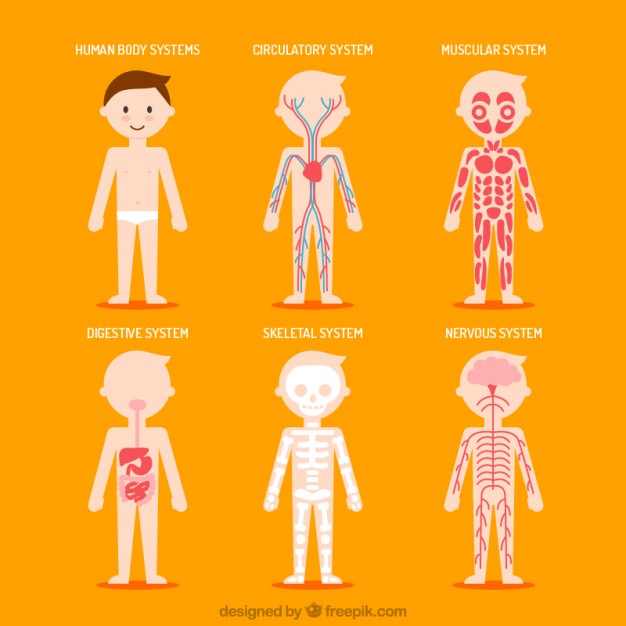 HUMAN BODY SYSTEMS
CIRCULATORY SYSTEM
MUSCULAR SYSTEM
DIGESTIVE SYSTEM
SKELETAL SYSTEM
NERVOUS SYSTEM
designed by freepik.com